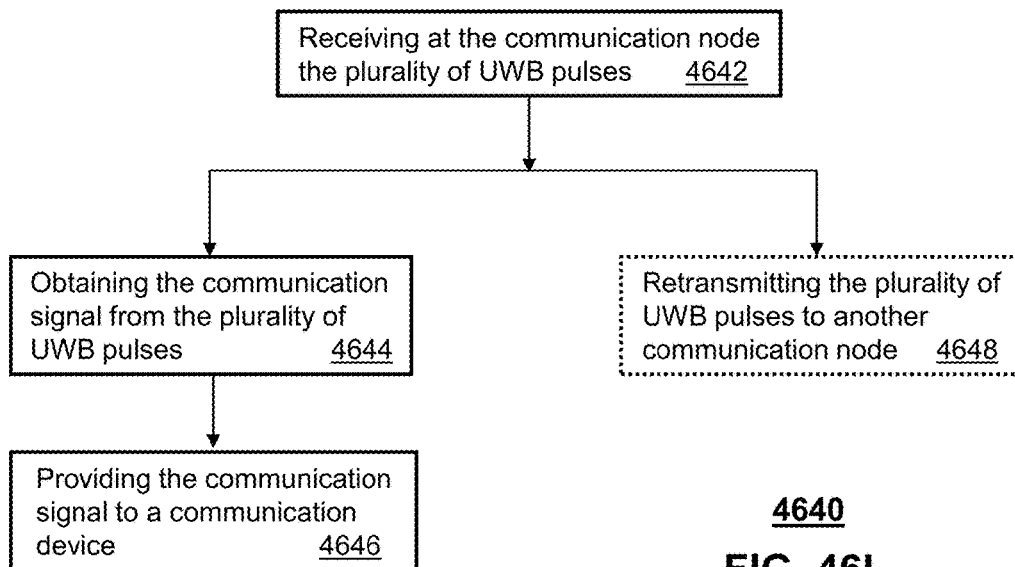 Receiving at the communication node
the plurality of UWB pulses 4642
Obtaining the communication
signal from the plurality of
UWB pulses 4644
Retransmitting the plurality of
UWB pulses to another
communication node 4648
Providing the communication
signal to a communication
device 4646
4640